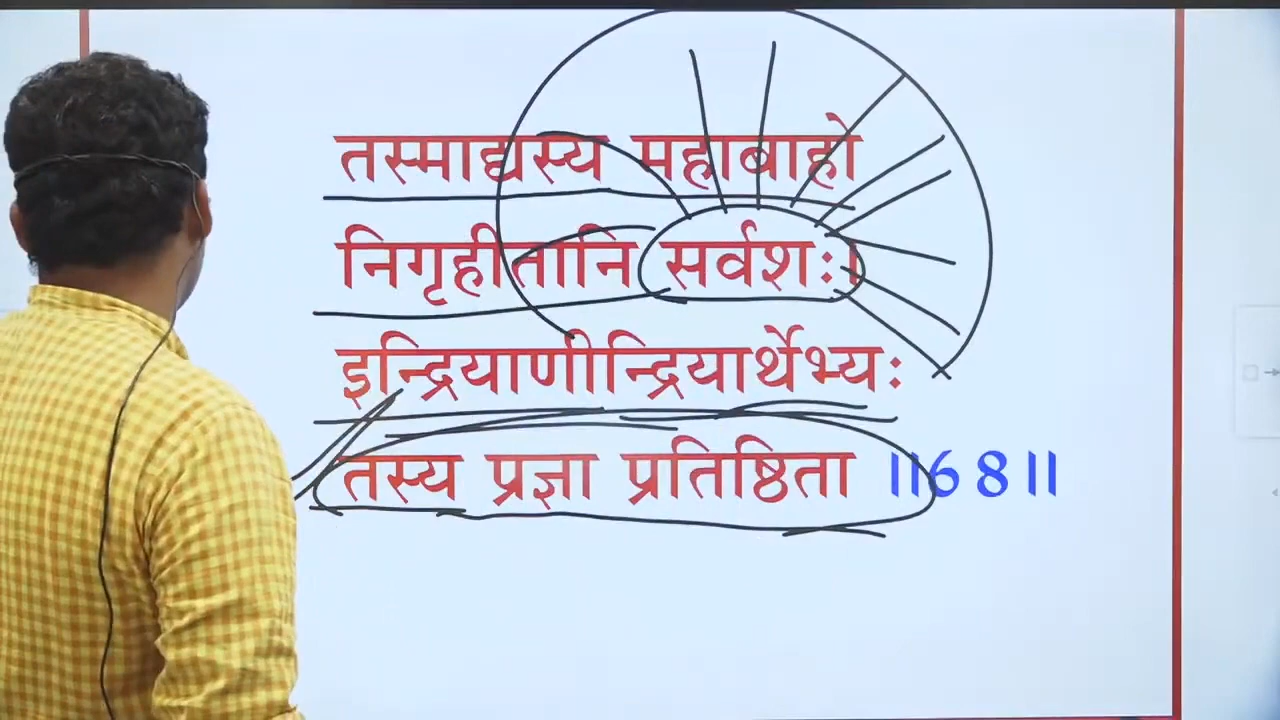 तस्माद्यस्य महाबाहो
निगृहीतानि सर्वशः।
इन्द्रियाणीन्द्रियार्थेभ्यः
तस्य प्रज्ञा प्रतिष्ठिता ॥68॥